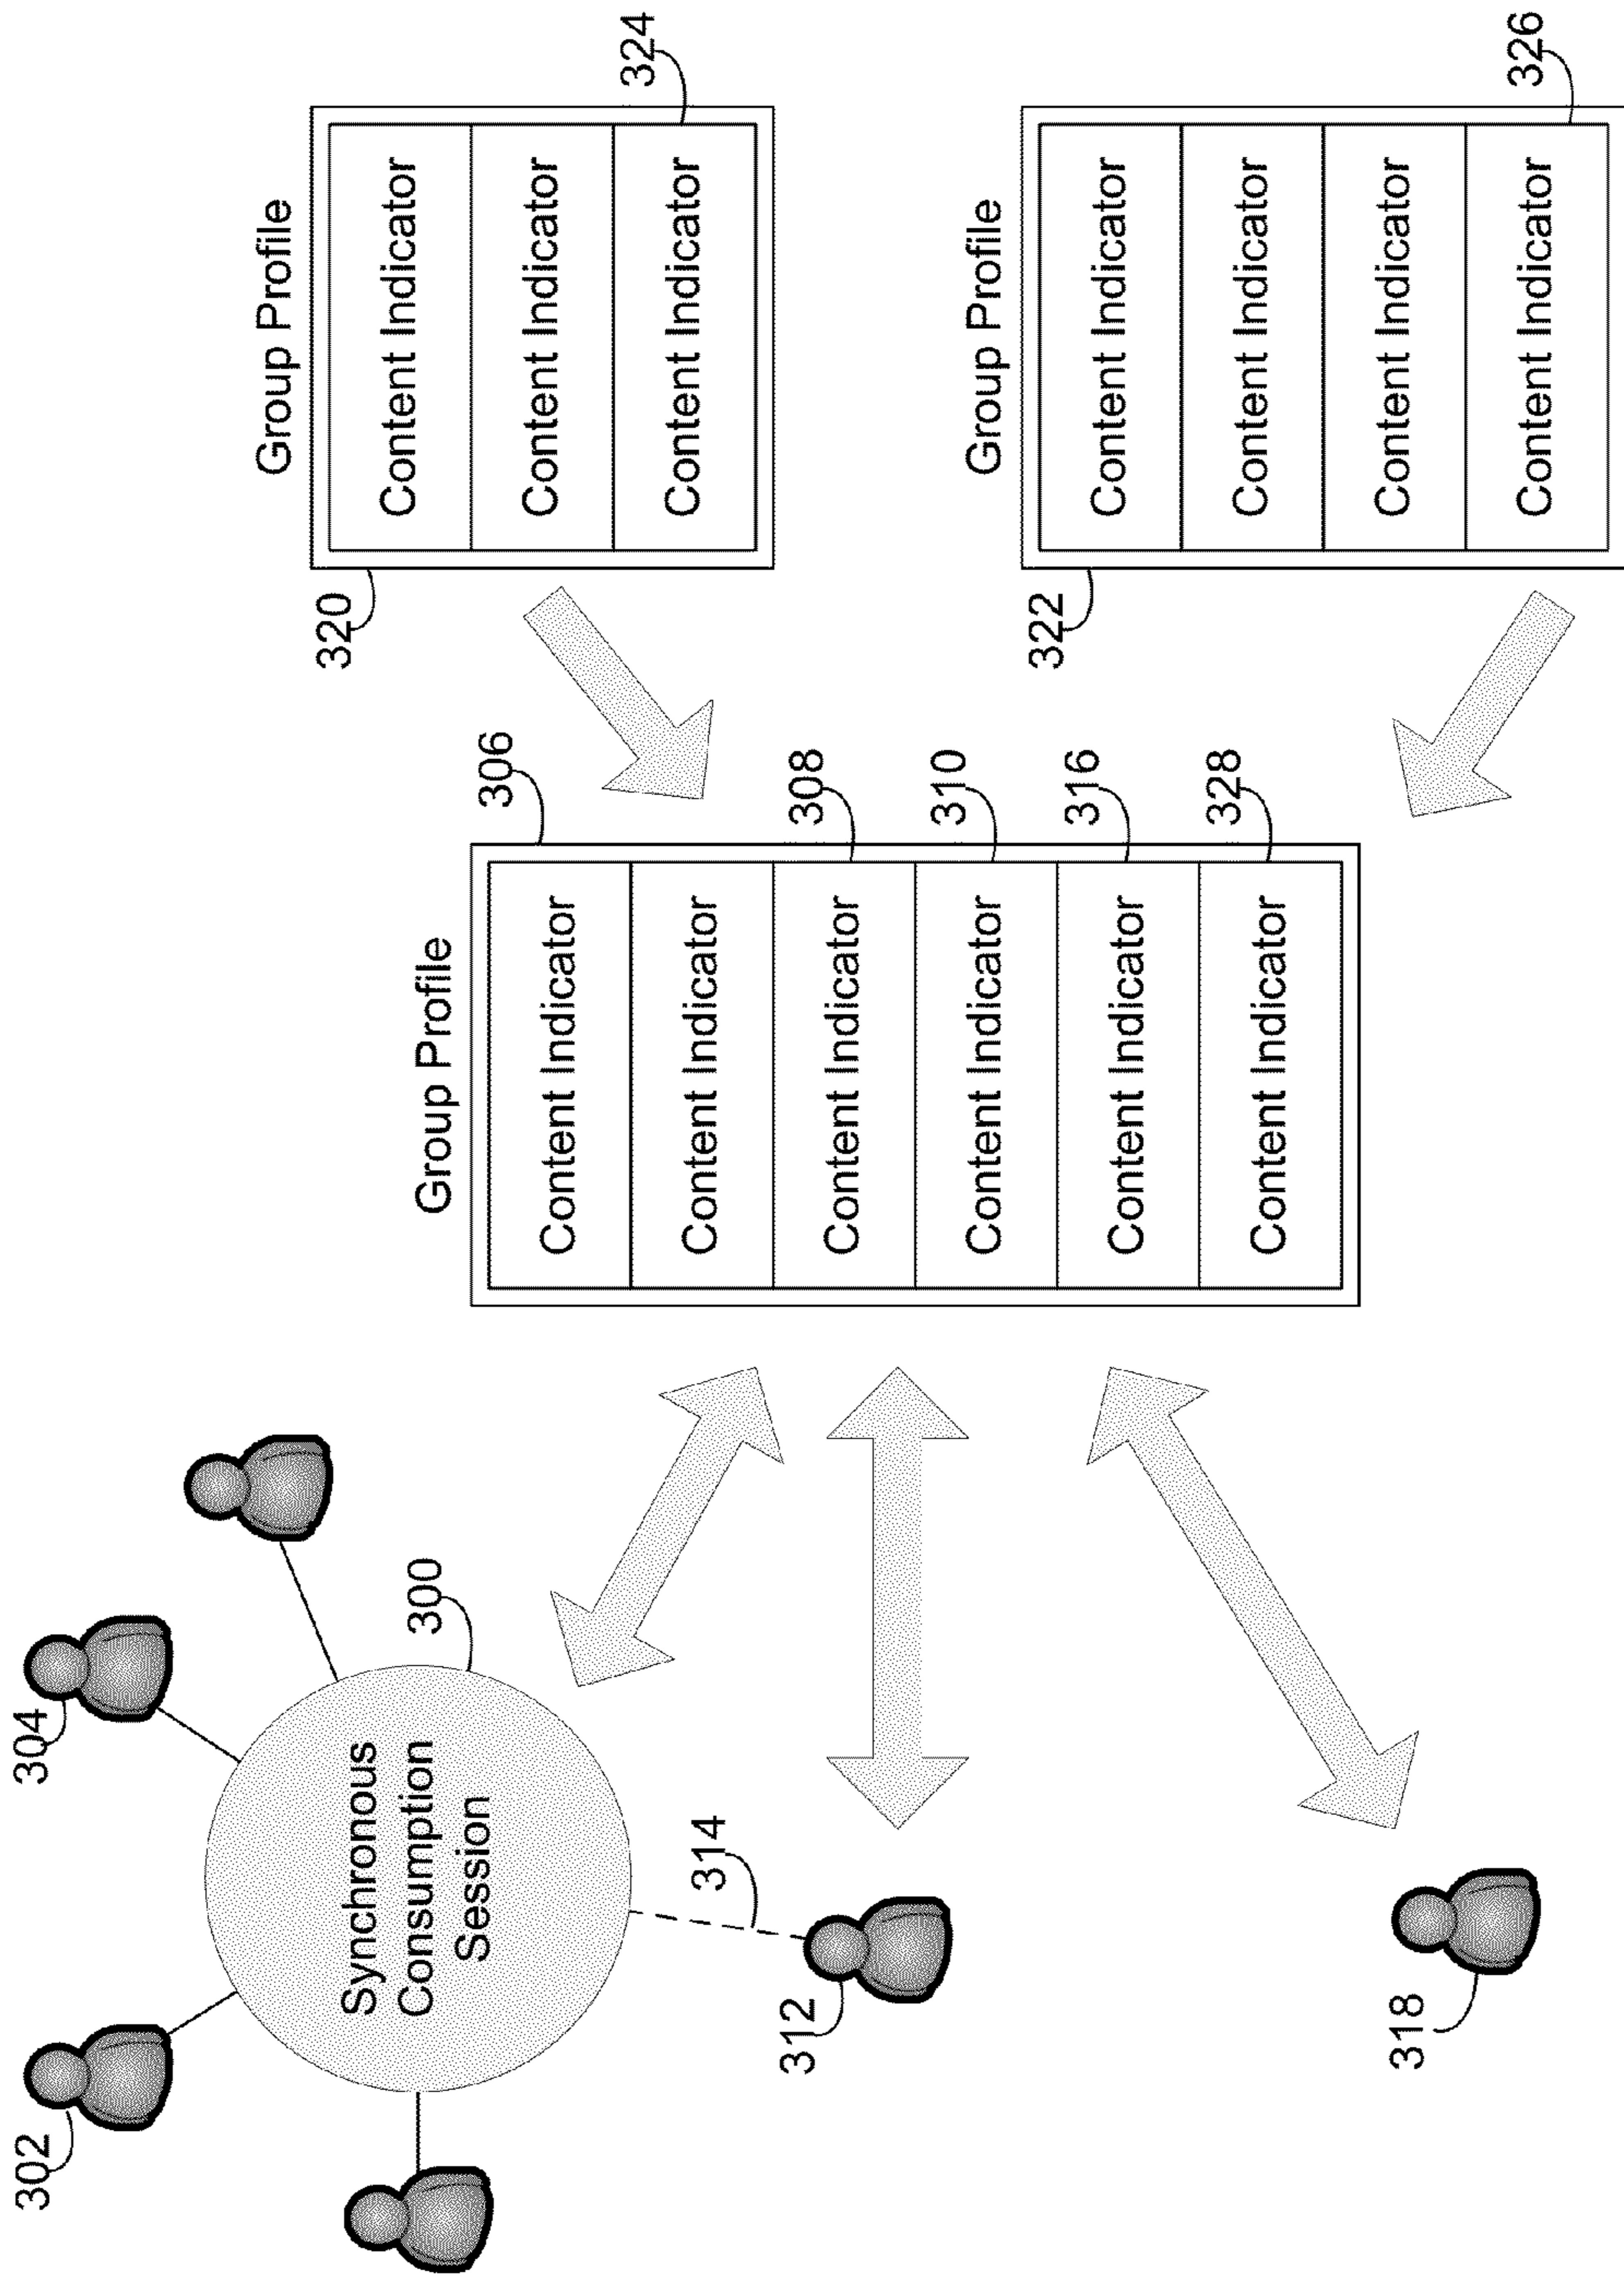 302
304
Synchronous
Consumption
Session
300
312
314
318
Group Profile
306
Content Indicator
Content Indicator
Content Indicator
308
Content Indicator
310
Content Indicator
316
Content Indicator
328
Group Profile
320
Content Indicator
Content Indicator
Content Indicator
324
Group Profile
322
Content Indicator
Content Indicator
Content Indicator
Content Indicator
326